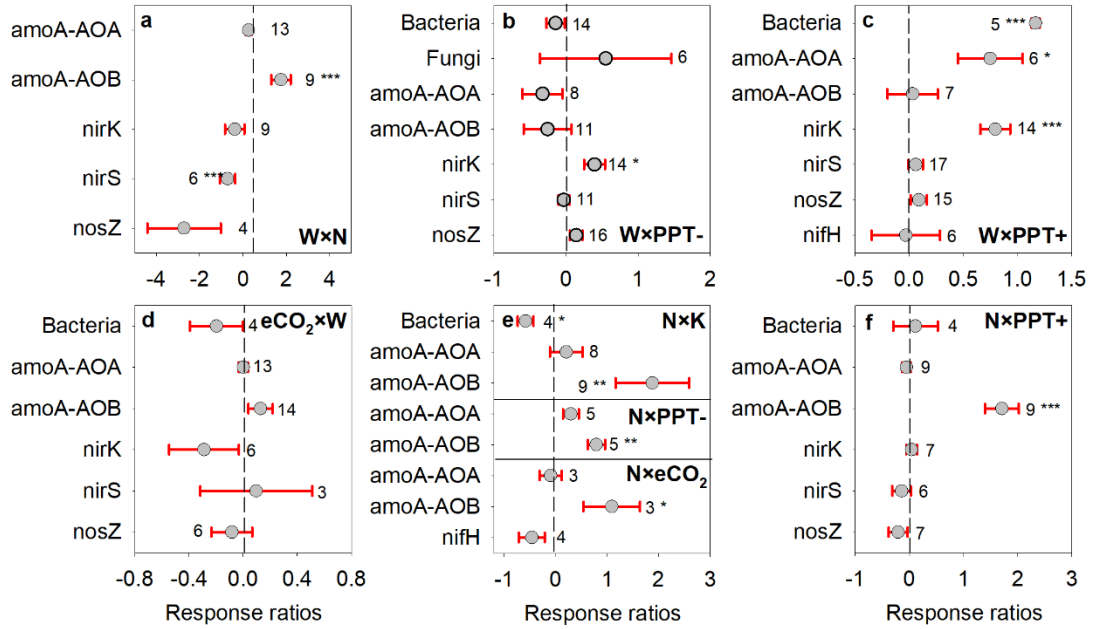 a
amoA-AOA 13
amoA-AOB 9 ***
nirK 9
nirS 6 ***
nosZ 4
W×N
-4 -2 0 2 4
b
Bacteria 14
Fungi 6
amoA-AOA 8
amoA-AOB 11
nirK 14 *
nirS 11
nosZ 16
W×PPT-
-1 0 1 2
c
Bacteria 5 ***
amoA-AOA 6 *
amoA-AOB 7
nirK 14 ***
nirS 17
nosZ 15
nifH 6
W×PPT+
-0.5 0.0 0.5 1.0 1.5
d eCO₂×W
Bacteria 4
amoA-AOA 13
amoA-AOB 14
nirK 6
nirS 3
nosZ 6
-0.8 -0.4 0.0 0.4 0.8
Response ratios
e N×K
Bacteria 4 *
amoA-AOA 8
amoA-AOB 9 **
N×PPT-
amoA-AOA 5
amoA-AOB 5 **
N×eCO₂
amoA-AOA 3
amoA-AOB 3 *
nifH 4
-1 0 1 2 3
Response ratios
f N×PPT+
Bacteria 4
amoA-AOA 9
amoA-AOB 9 ***
nirK 7
nirS 6
nosZ 7
-1 0 1 2 3
Response ratios